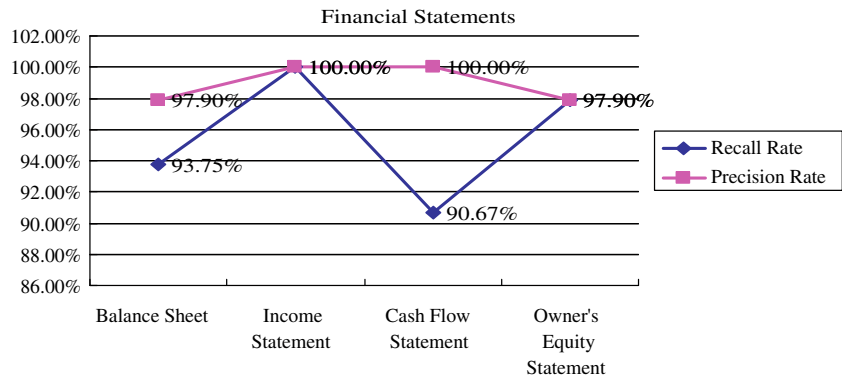 Financial Statements
102.00%
100.00%
98.00%
96.00%
94.00%
92.00%
90.00%
88.00%
86.00%
97.90%
93.75%
100.00%
100.00%
90.67%
97.90%
Balance Sheet
Income
Statement
Cash Flow
Statement
Owner's
Equity
Statement
Recall Rate
Precision Rate